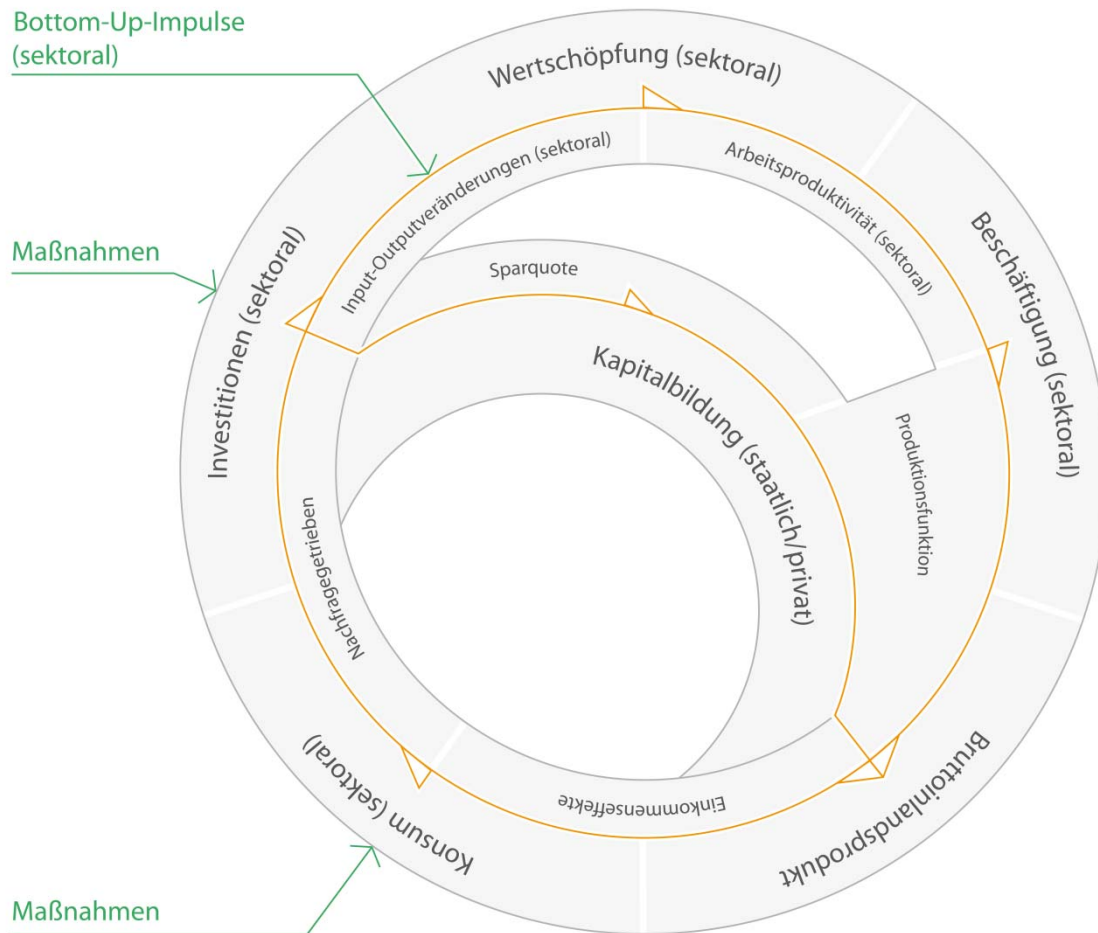 Bottom-Up-Impulse
(sektoral)
Wertschöpfung (sektoral)
Input-Outputveränderungen (sektoral)
Arbeitsproduktivität (sektoral)
Maßnahmen
Investitionen (sektoral)
Sparquote
Beschäftigung (sektoral)
Kapitalbildung (staatlich/privat)
Produktionsfunktion
Nachfragegetrieben
Konsum (sektoral)
Einkommenseffekte
Bruttoinlandsprodukt
Maßnahmen